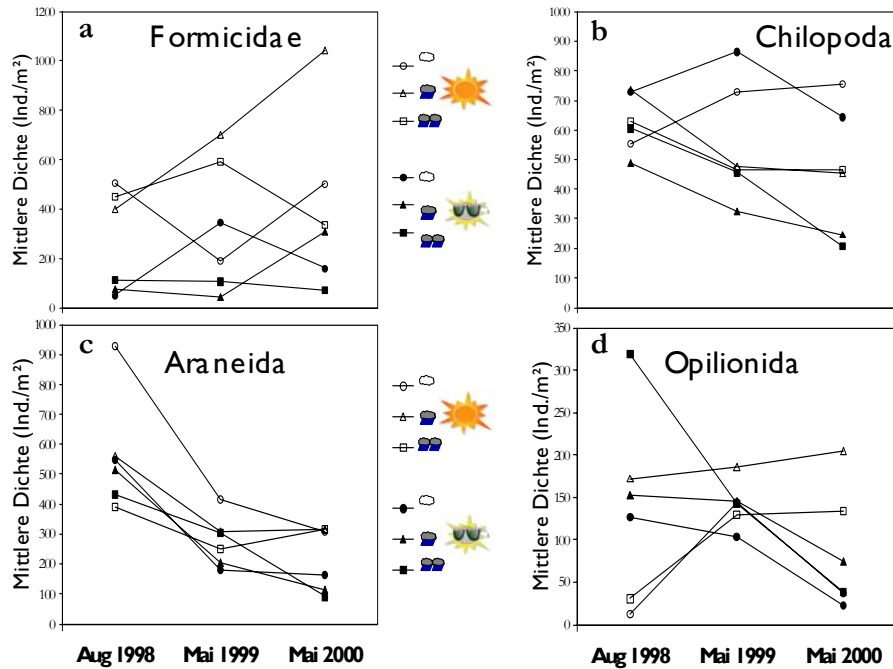 a
Formicidae
Mittlere Dichte (Ind./m²)
1200
1000
800
600
400
200
0
b
Chilopoda
Mittlere Dichte (Ind./m²)
1000
900
800
700
600
500
400
300
200
100
0
c
Araneida
Mittlere Dichte (Ind./m²)
1000
900
800
700
600
500
400
300
200
100
0
Aug 1998 Mai 1999 Mai 2000
d
Opilionida
Mittlere Dichte (Ind./m²)
350
300
250
200
150
100
50
0
Aug 1998 Mai 1999 Mai 2000